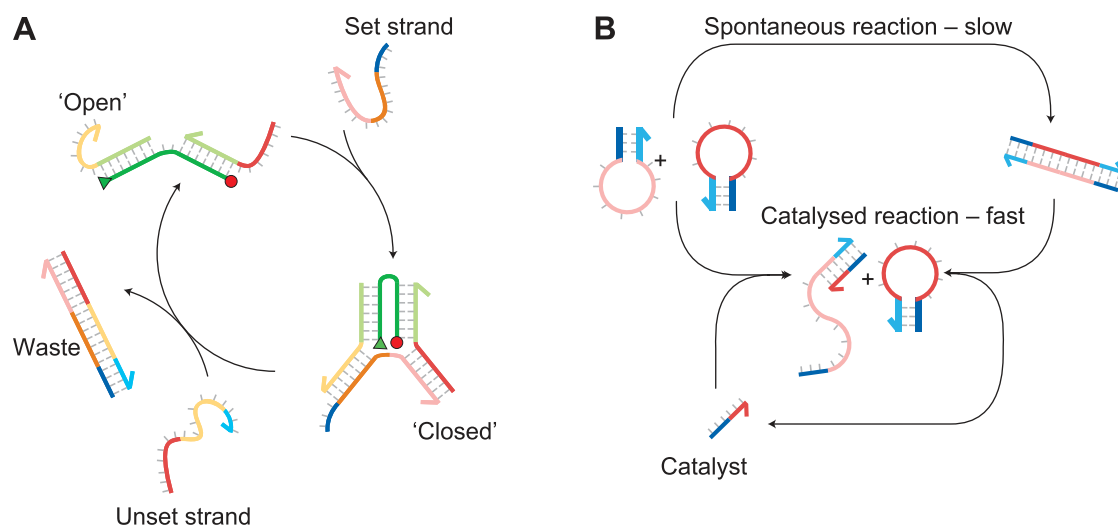 A
Set strand
'Open'
Waste
'Closed'
Unset strand
B
Spontaneous reaction – slow
+
Catalysed reaction – fast
+
Catalyst